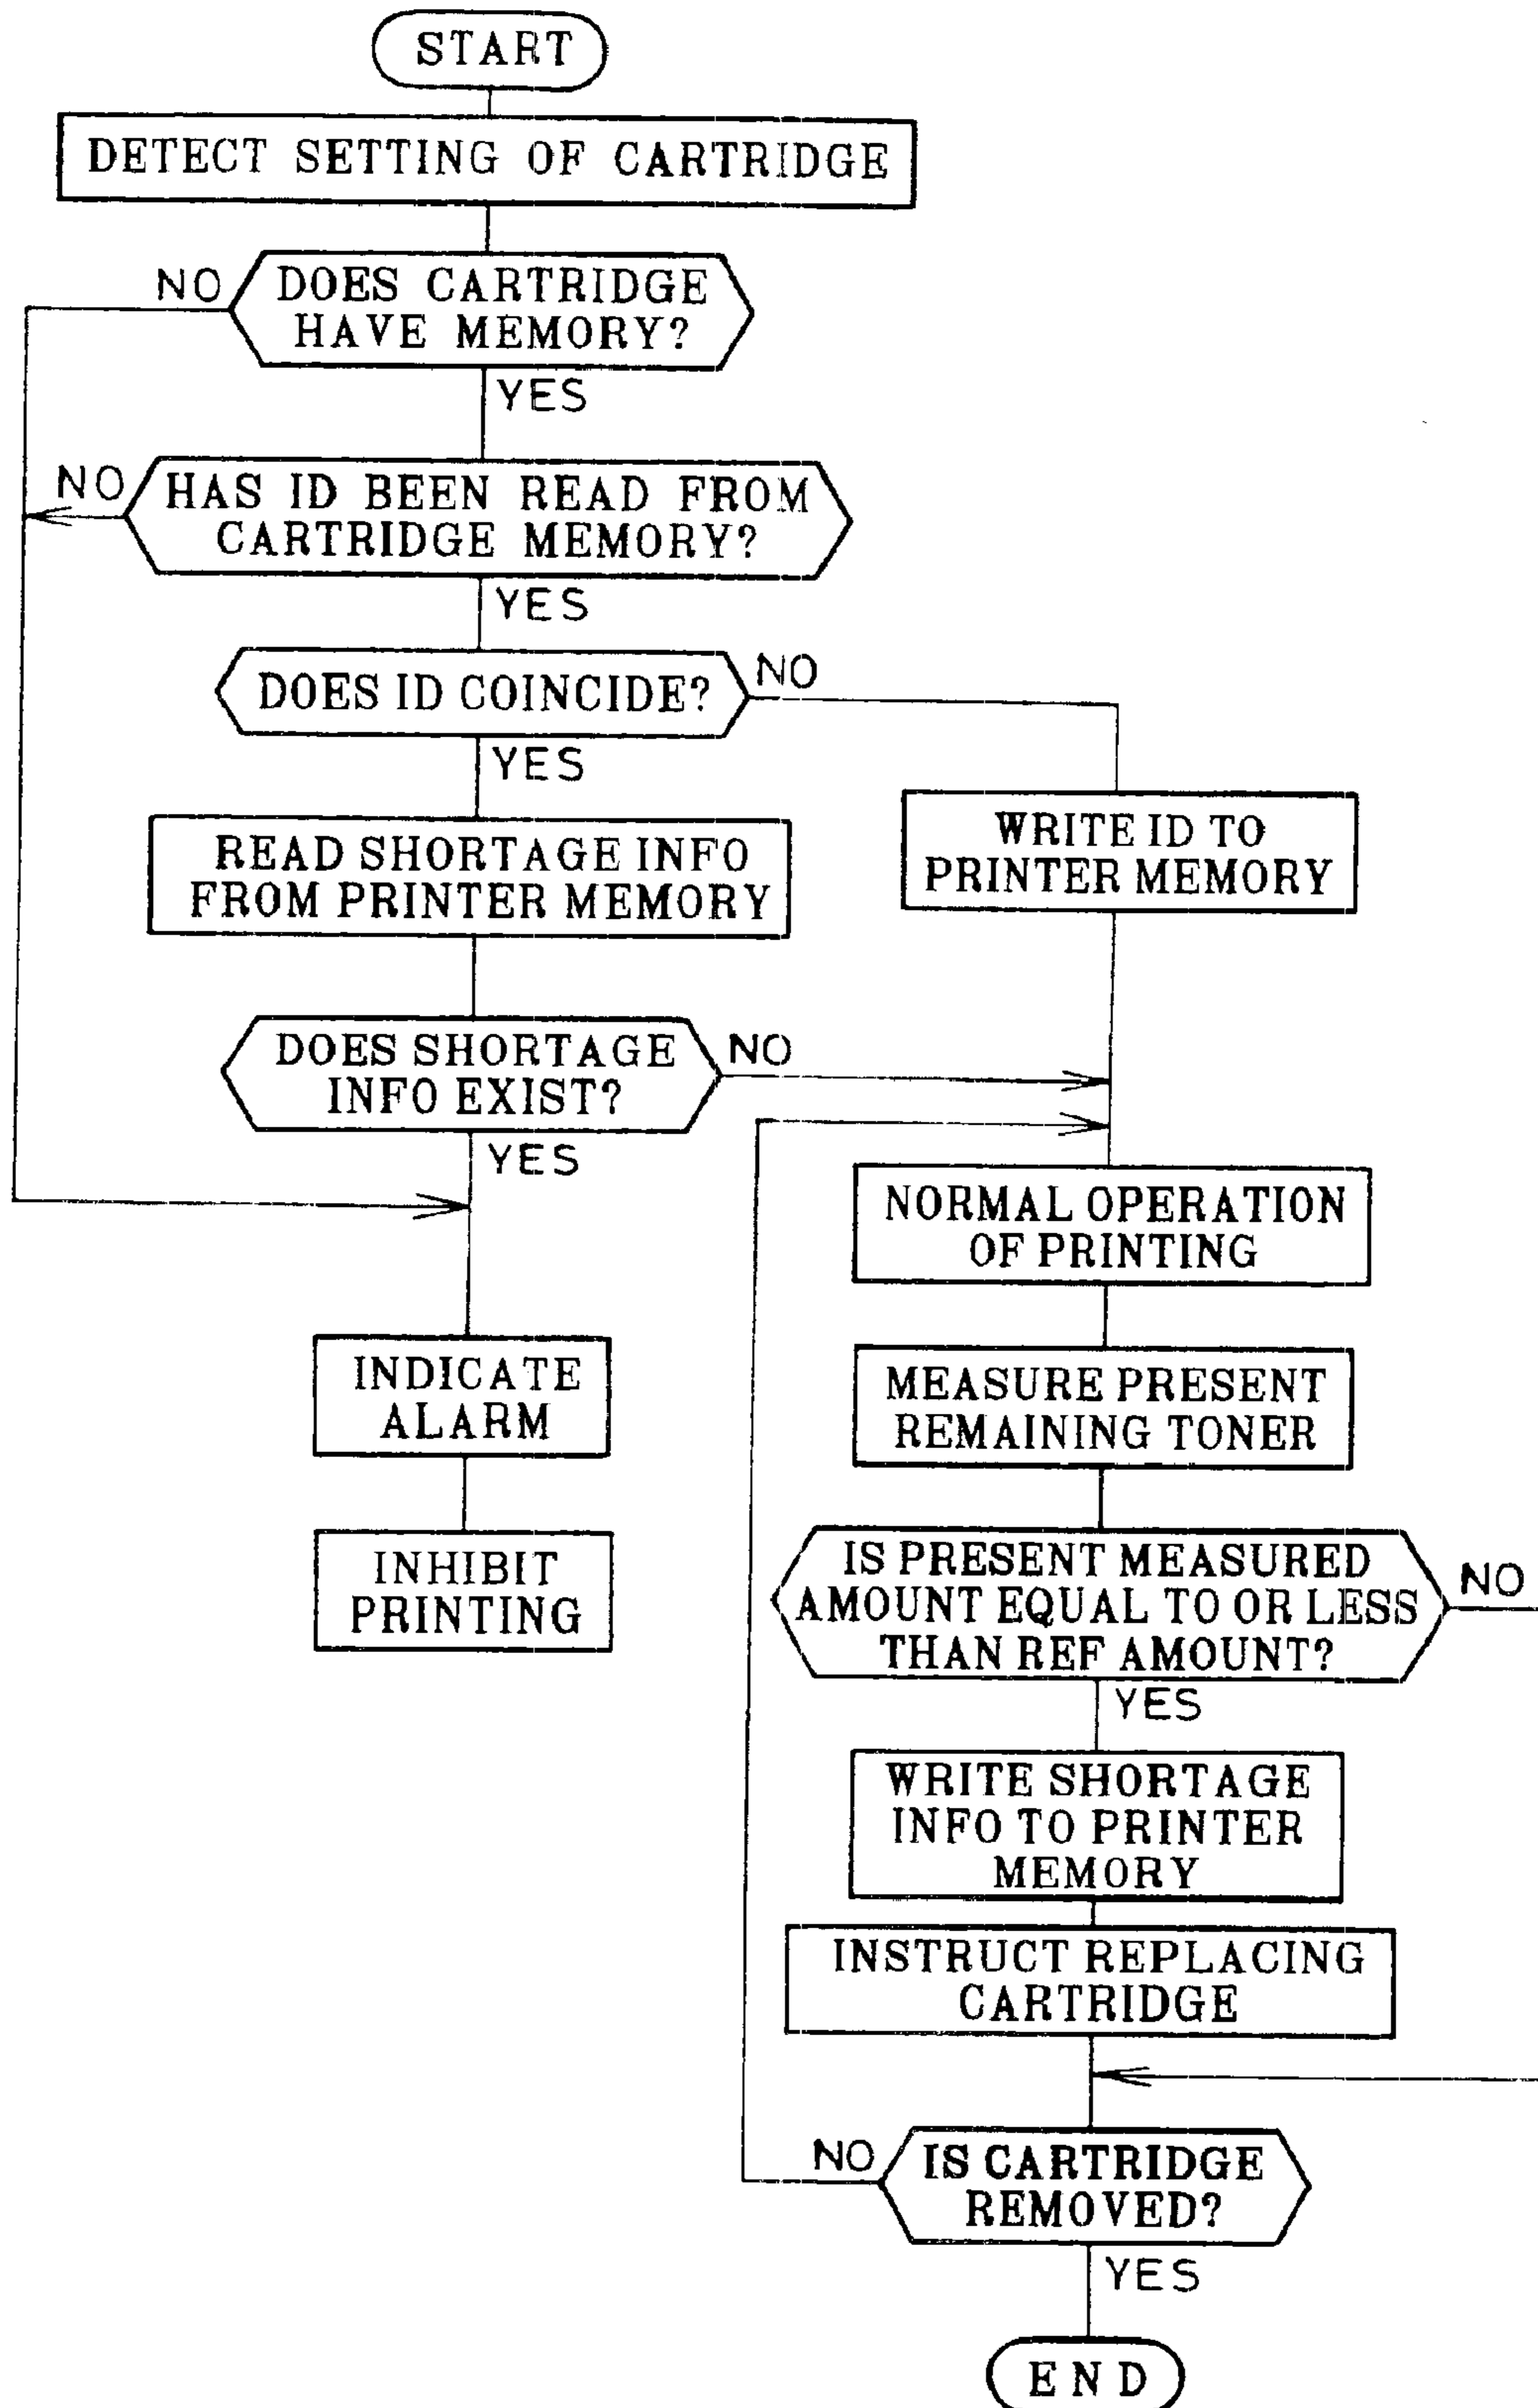 START
DETECT SETTING OF CARTRIDGE
NO
DOES CARTRIDGE
HAVE MEMORY?
YES
NO
HAS ID BEEN READ FROM
CARTRIDGE MEMORY?
YES
DOES ID COINCIDE?
NO
YES
READ SHORTAGE INFO
FROM PRINTER MEMORY
WRITE ID TO
PRINTER MEMORY
DOES SHORTAGE
INFO EXIST?
NO
YES
INDICATE
ALARM
INHIBIT
PRINTING
NORMAL OPERATION
OF PRINTING
MEASURE PRESENT
REMAINING TONER
IS PRESENT MEASURED
AMOUNT EQUAL TO OR LESS
THAN REF AMOUNT?
NO
YES
WRITE SHORTAGE
INFO TO PRINTER
MEMORY
INSTRUCT REPLACING
CARTRIDGE
NO
IS CARTRIDGE
REMOVED?
YES
END